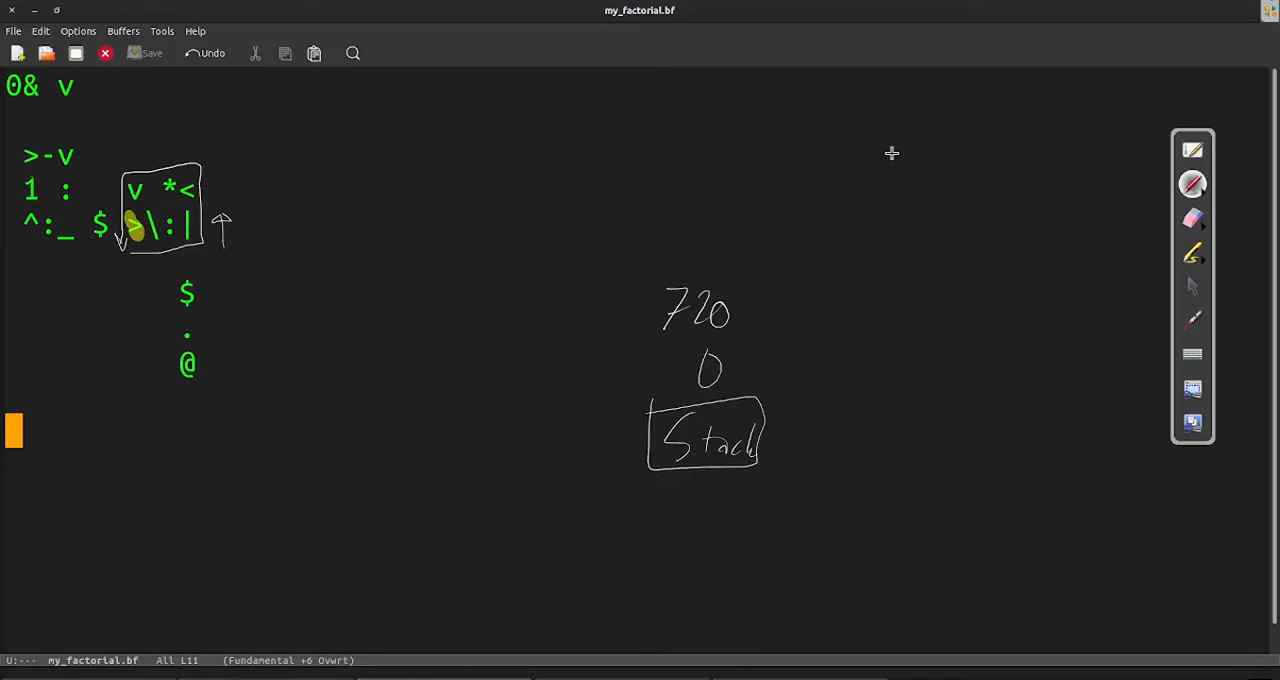 my_factorial.bf
File Edit Options Buffers Tools Help
Save Undo
0& v
>-v
1 : v *<
^:_ $ >\:|
$
.
@
720
0
Stack
U:--- my_factorial.bf All L11 (Fundamental +6 Ovwrt)